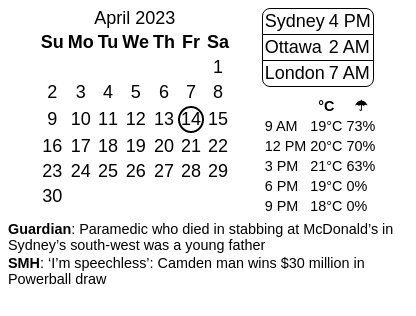 April 2023
Su Mo Tu We Th Fr Sa
1
2 3 4 5 6 7 8
9 10 11 12 13 14 15
16 17 18 19 20 21 22
23 24 25 26 27 28 29
30
Sydney 4 PM
Ottawa 2 AM
London 7 AM
°C ☂
9 AM 19°C 73%
12 PM 20°C 70%
3 PM 21°C 63%
6 PM 19°C 0%
9 PM 18°C 0%
Guardian: Paramedic who died in stabbing at McDonald’s in
Sydney’s south-west was a young father
SMH: ‘I’m speechless’: Camden man wins $30 million in
Powerball draw